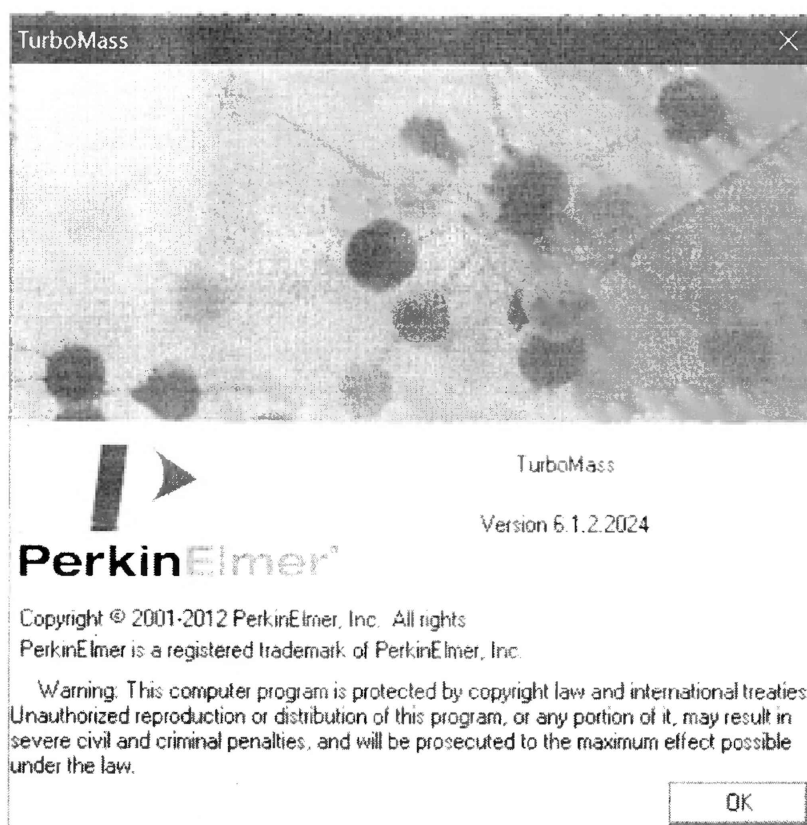 TurboMass
TurboMass
Version 6.1.2.2024
PerkinElmer®
Copyright © 2001-2012 PerkinElmer, Inc. All rights
PerkinElmer is a registered trademark of PerkinElmer, Inc.
Warning: This computer program is protected by copyright law and international treaties
Unauthorized reproduction or distribution of this program, or any portion of it, may result in
severe civil and criminal penalties, and will be prosecuted to the maximum effect possible
under the law.
OK